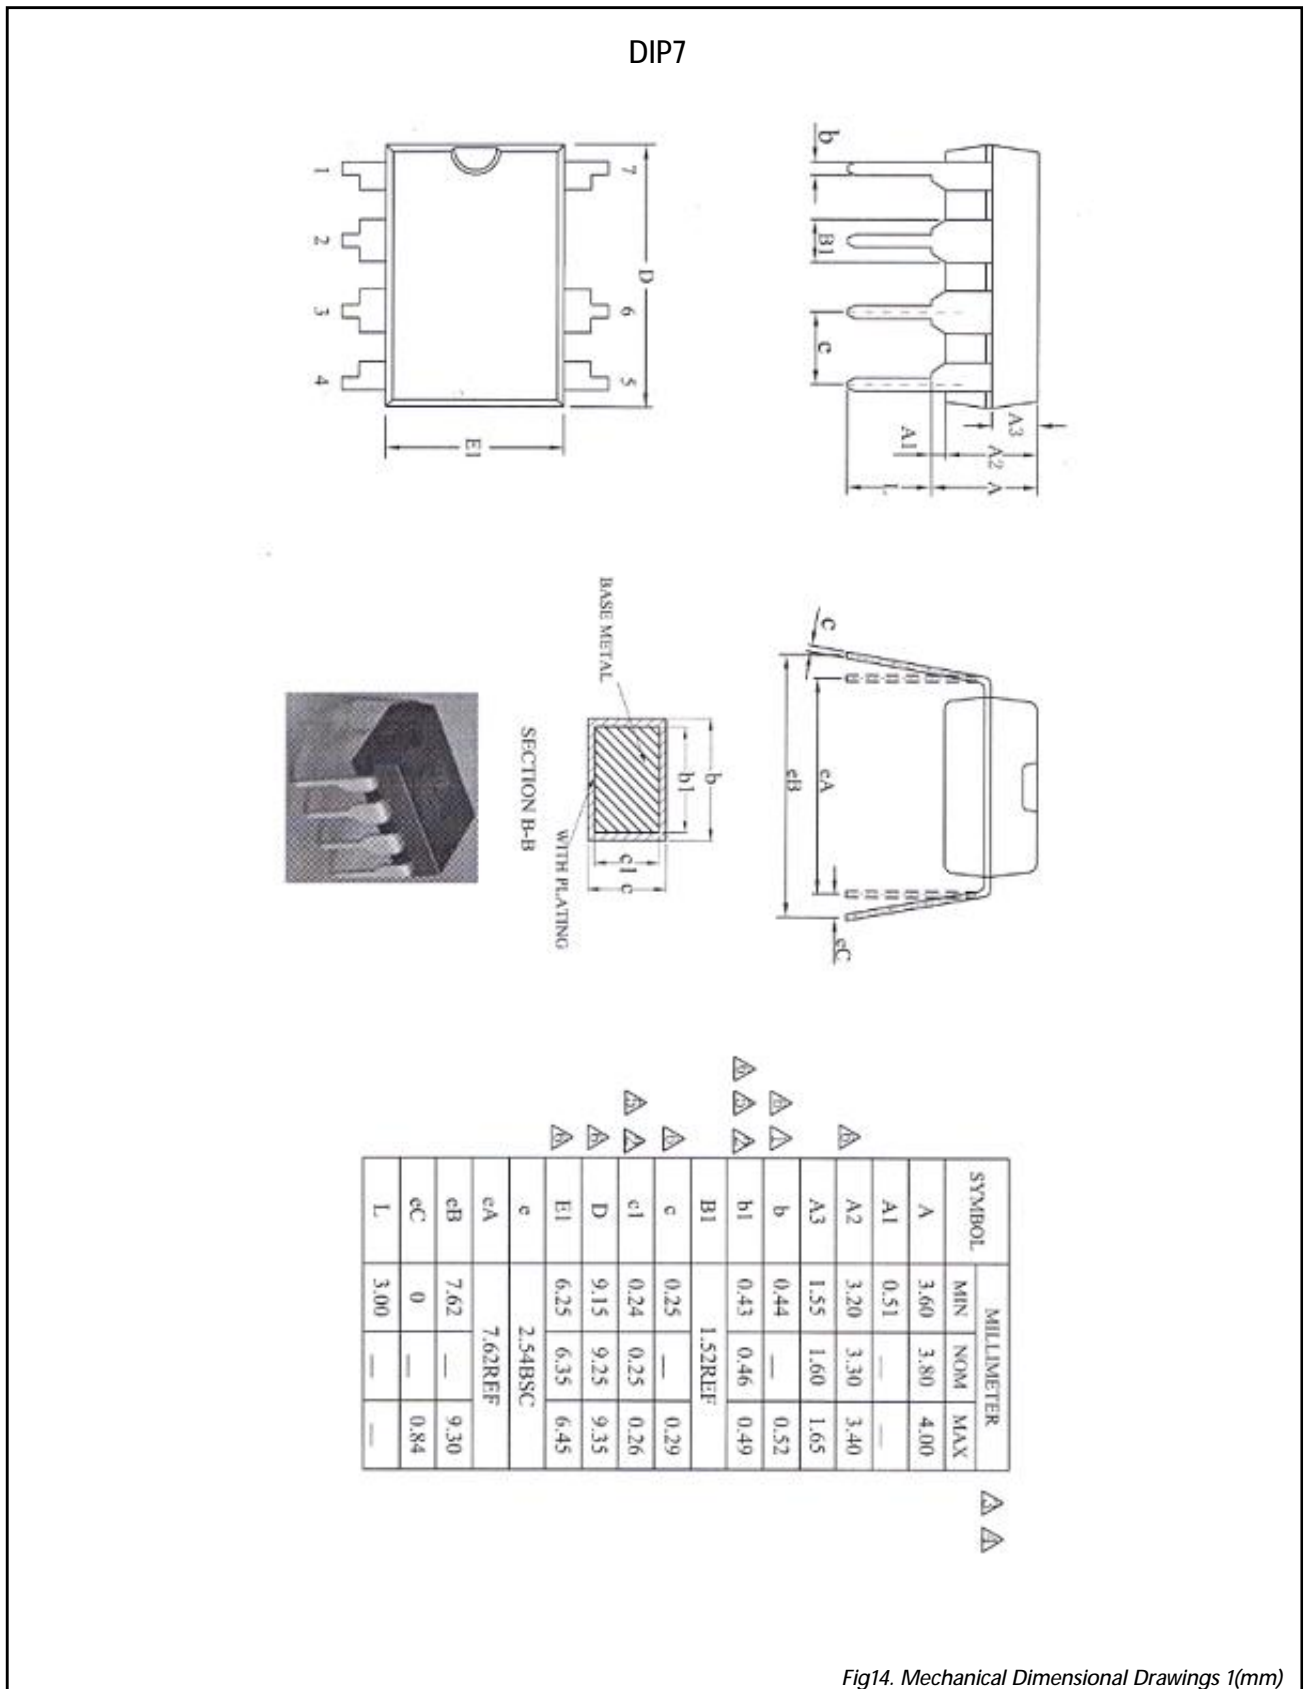 DIP7
1
2
3
4
7
6
5
D
E1
b
B1
e
A3
A1
A2
A
L
BASE METAL
b
b1
c1
c
WITH PLATING
SECTION B-B
c
eA
eB
eC
SYMBOL MILLIMETER
MIN NOM MAX
A 3.60 3.80 4.00
A1 0.51 — —
A2 3.20 3.30 3.40
A3 1.55 1.60 1.65
b 0.44 — 0.52
b1 0.43 0.46 0.49
B1 1.52REF
c 0.25 — 0.29
c1 0.24 0.25 0.26
D 9.15 9.25 9.35
E1 6.25 6.35 6.45
e 2.54BSC
eA 7.62REF
eB 7.62 — 9.30
eC 0 — 0.84
L 3.00 — —
Fig14. Mechanical Dimensional Drawings 1(mm)